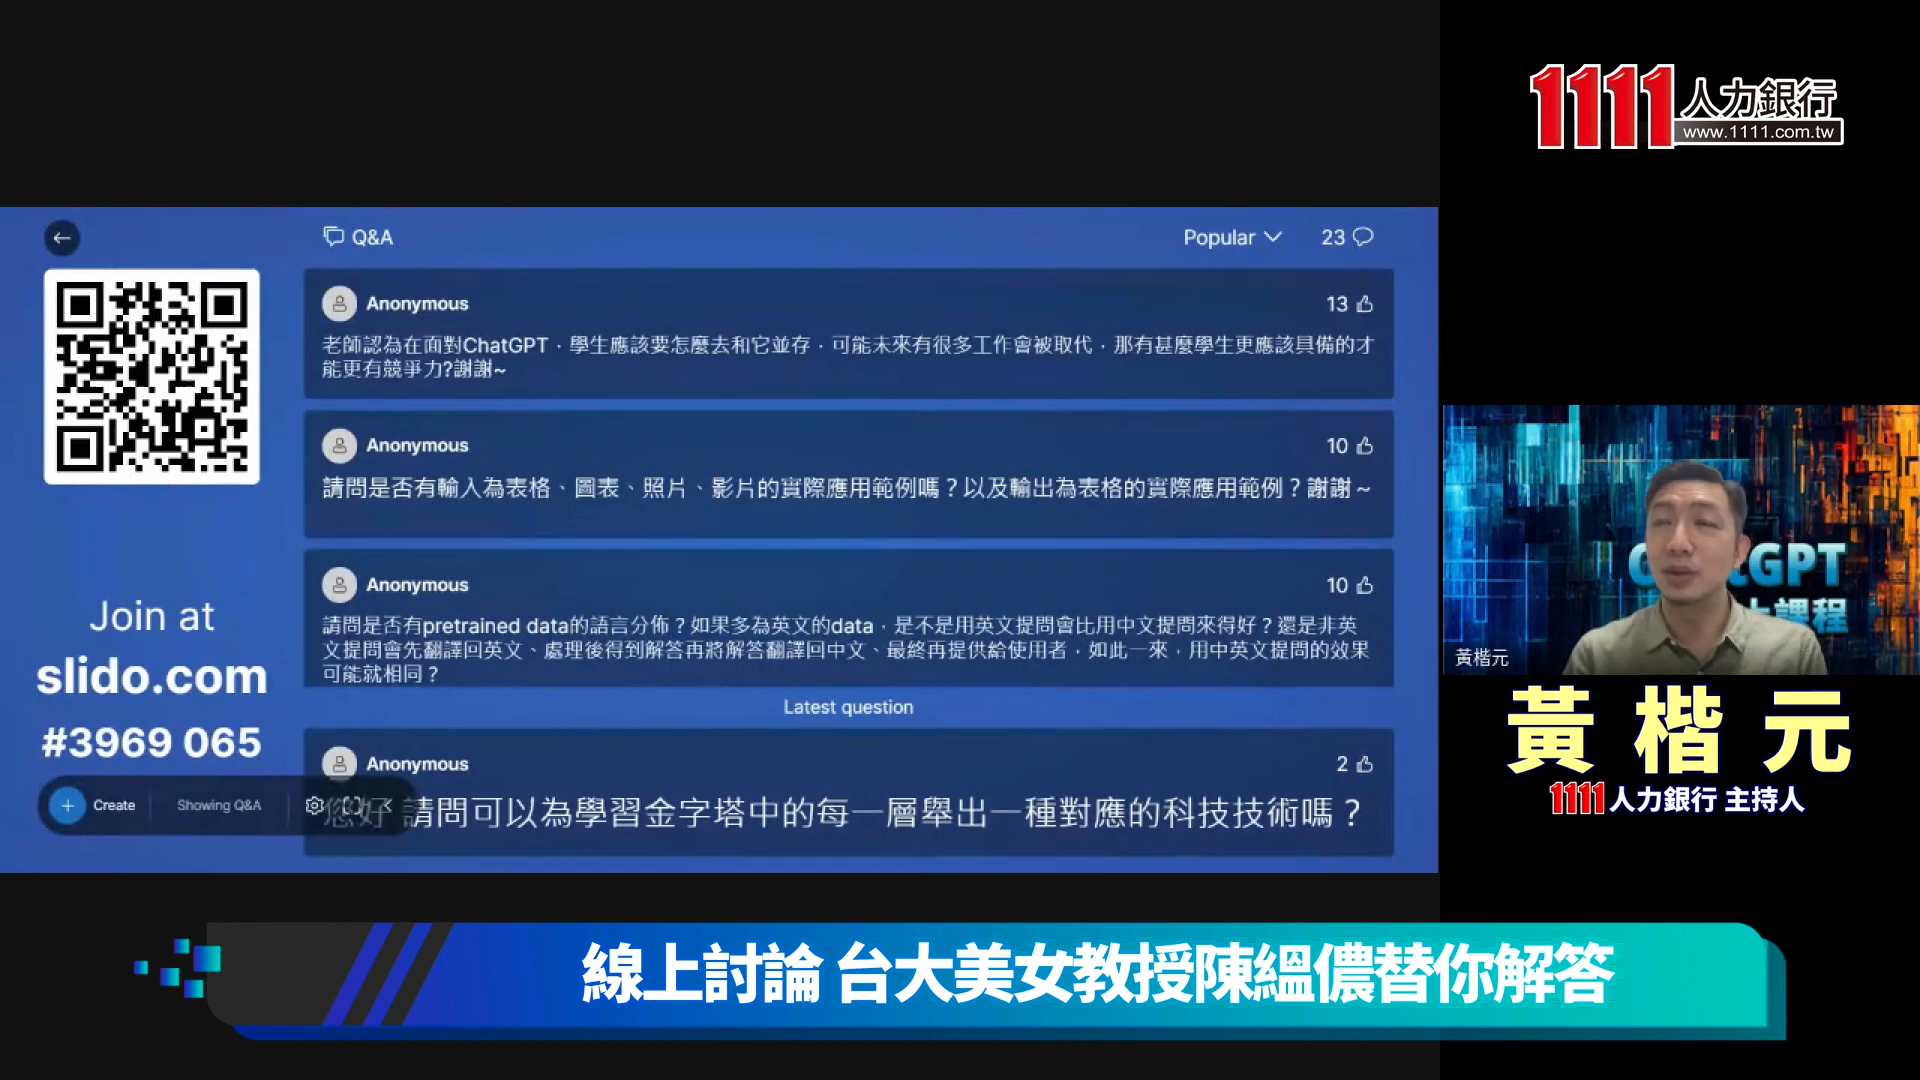 1111人力銀行
www.1111.com.tw
Q&A
Popular
23
Anonymous
13
老師認為在面對ChatGPT，學生應該要怎麼去和它並存，可能未來有很多工作會被取代，那有甚麼學生更應該具備的才
能更有競爭力?謝謝~
Anonymous
10
請問是否有輸入為表格、圖表、照片、影片的實際應用範例嗎？以及輸出為表格的實際應用範例？謝謝～
Anonymous
10
請問是否有pretrained data的語言分佈？如果多為英文的data，是不是用英文提問會比用中文提問來得好？還是非英
文提問會先翻譯回英文、處理後得到解答再將解答翻譯回中文、最終再提供給使用者，如此一來，用中英文提問的效果
可能就相同？
Latest question
Anonymous
2
您好 請問可以為學習金字塔中的每一層舉出一種對應的科技技術嗎？
Join at
slido.com
#3969 065
Create
Showing Q&A
GPT
上課程
黃楷元
黃楷元
1111人力銀行 主持人
線上討論 台大美女教授陳縕儂替你解答